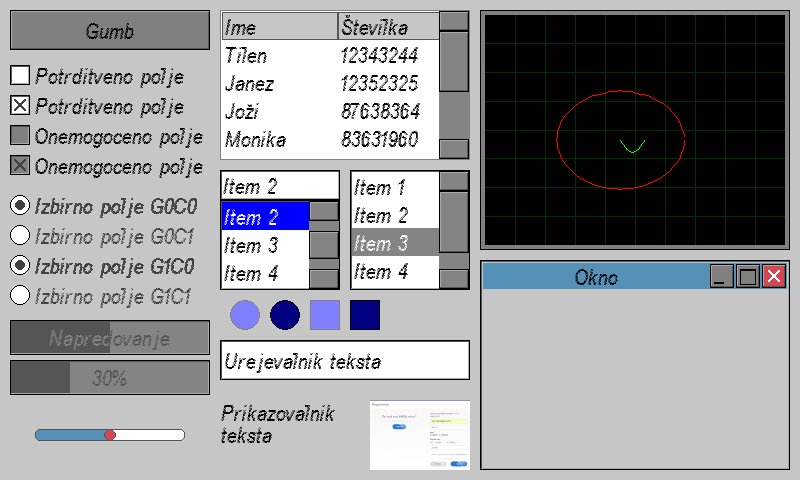 Gumb
Potrditveno polje
Potrditveno polje
Onemogoceno polje
Onemogoceno polje
Izbirno polje G0C0
Izbirno polje G0C1
Izbirno polje G1C0
Izbirno polje G1C1
Napredovanje
30%
Ime Številka
Tilen 12343244
Janez 12352325
Joži 87638364
Monika 83631960
Item 2
Item 2
Item 3
Item 4
Item 1
Item 2
Item 3
Item 4
Urejevalnik teksta
Prikazovalnik
teksta
Okno